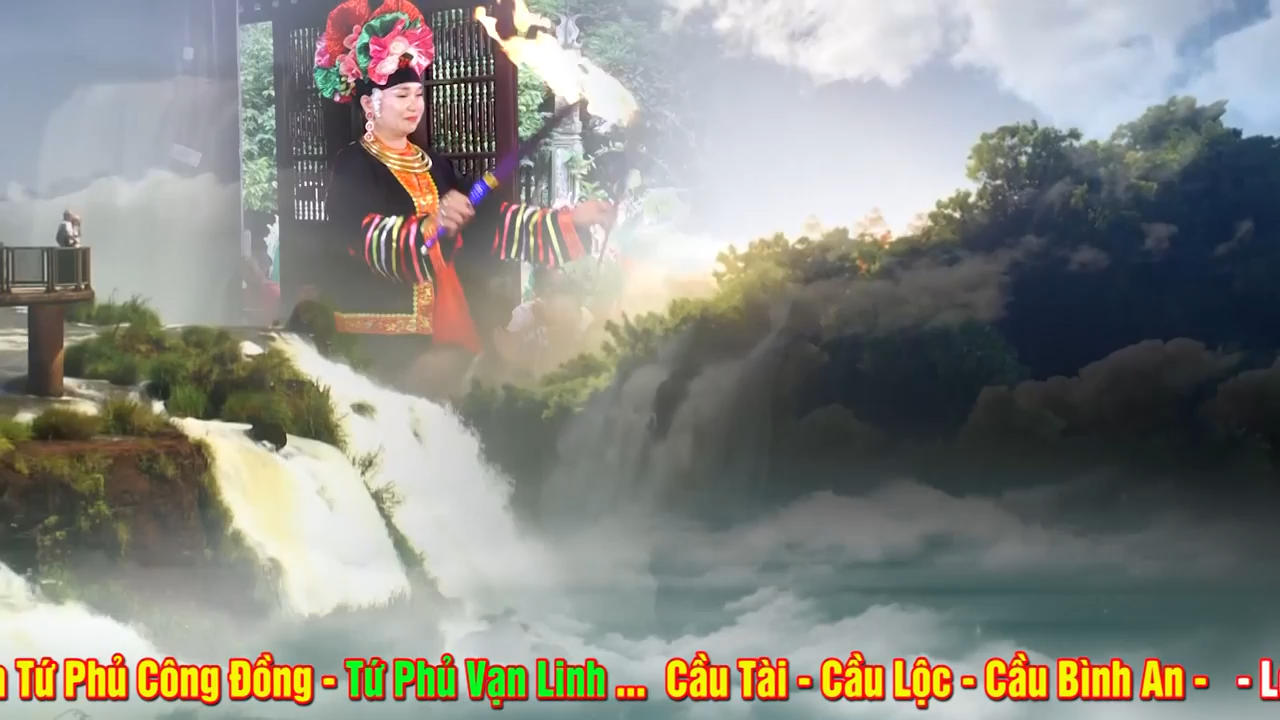 Tứ Phủ Công Đồng - Tứ Phủ Vạn Linh ... Cầu Tài - Cầu Lộc - Cầu Bình An - -